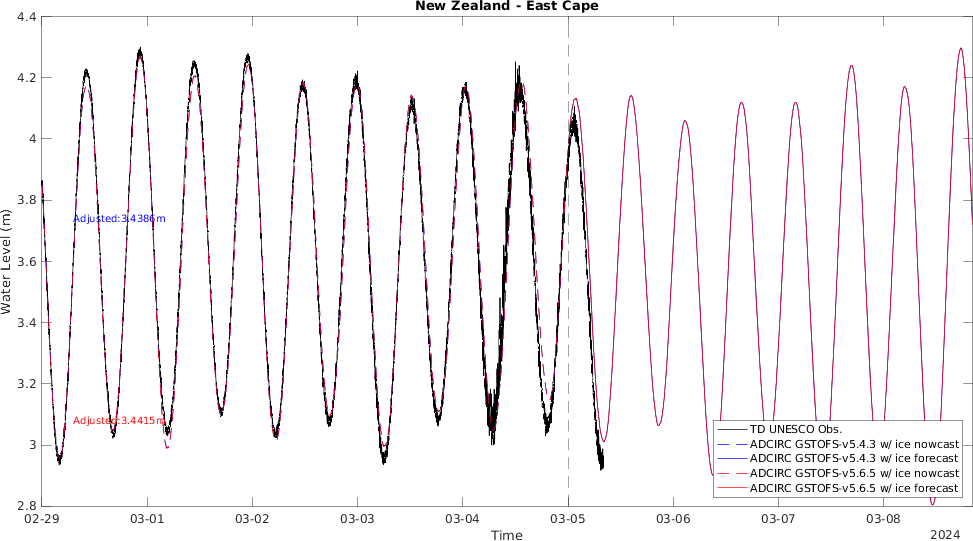 New Zealand - East Cape
4.4
4.2
4
3.8
3.6
3.4
3.2
3
2.8
Water Level (m)
Adjusted:3.4386m
Adjusted:3.4415m
TD UNESCO Obs.
ADCIRC GSTOFS-v5.4.3 w/ ice nowcast
ADCIRC GSTOFS-v5.4.3 w/ ice forecast
ADCIRC GSTOFS-v5.6.5 w/ ice nowcast
ADCIRC GSTOFS-v5.6.5 w/ ice forecast
02-29 03-01 03-02 03-03 03-04 03-05 03-06 03-07 03-08
Time
2024